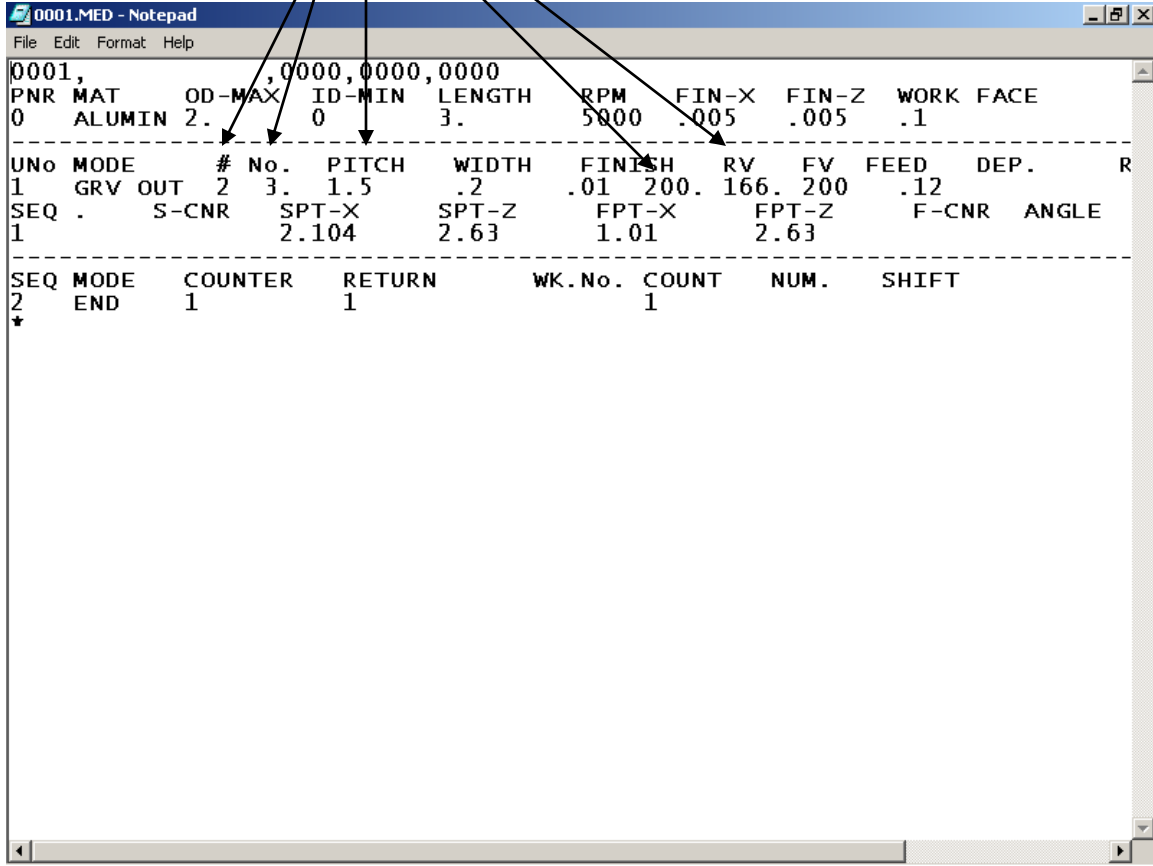 0001.MED - Notepad
File Edit Format Help
0001,               ,0000,0000,0000
PNR MAT      OD-MAX   ID-MIN   LENGTH    RPM    FIN-X   FIN-Z   WORK FACE
0   ALUMIN 2.         0        3.        5000   .005    .005    .1
--------------------------------------------------------------------------------
UNo MODE       #  No.   PITCH     WIDTH     FINISH    RV    FV   FEED    DEP.       R
1   GRV OUT   2   3.   1.5       .2       .01   200.  166.  200    .12
SEQ .     S-CNR    SPT-X       SPT-Z       FPT-X      FPT-Z       F-CNR   ANGLE
1                  2.104       2.63        1.01       2.63
--------------------------------------------------------------------------------
SEQ MODE    COUNTER    RETURN       WK.No.  COUNT    NUM.    SHIFT
2   END     1          1                    1
*